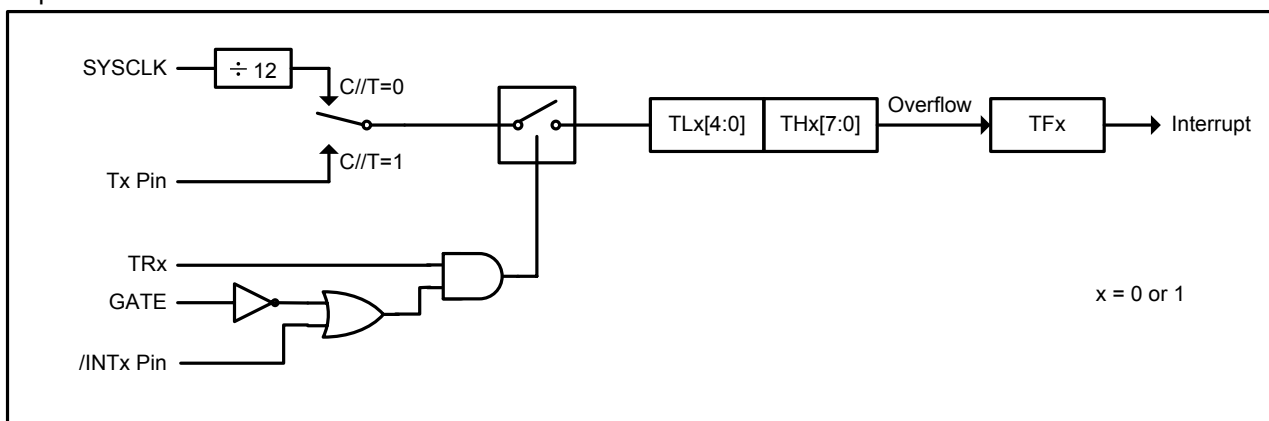 SYSCLK
÷ 12
C//T=0
TLx[4:0]
THx[7:0]
Overflow
TFx
Interrupt
C//T=1
Tx Pin
TRx
GATE
x = 0 or 1
/INTx Pin